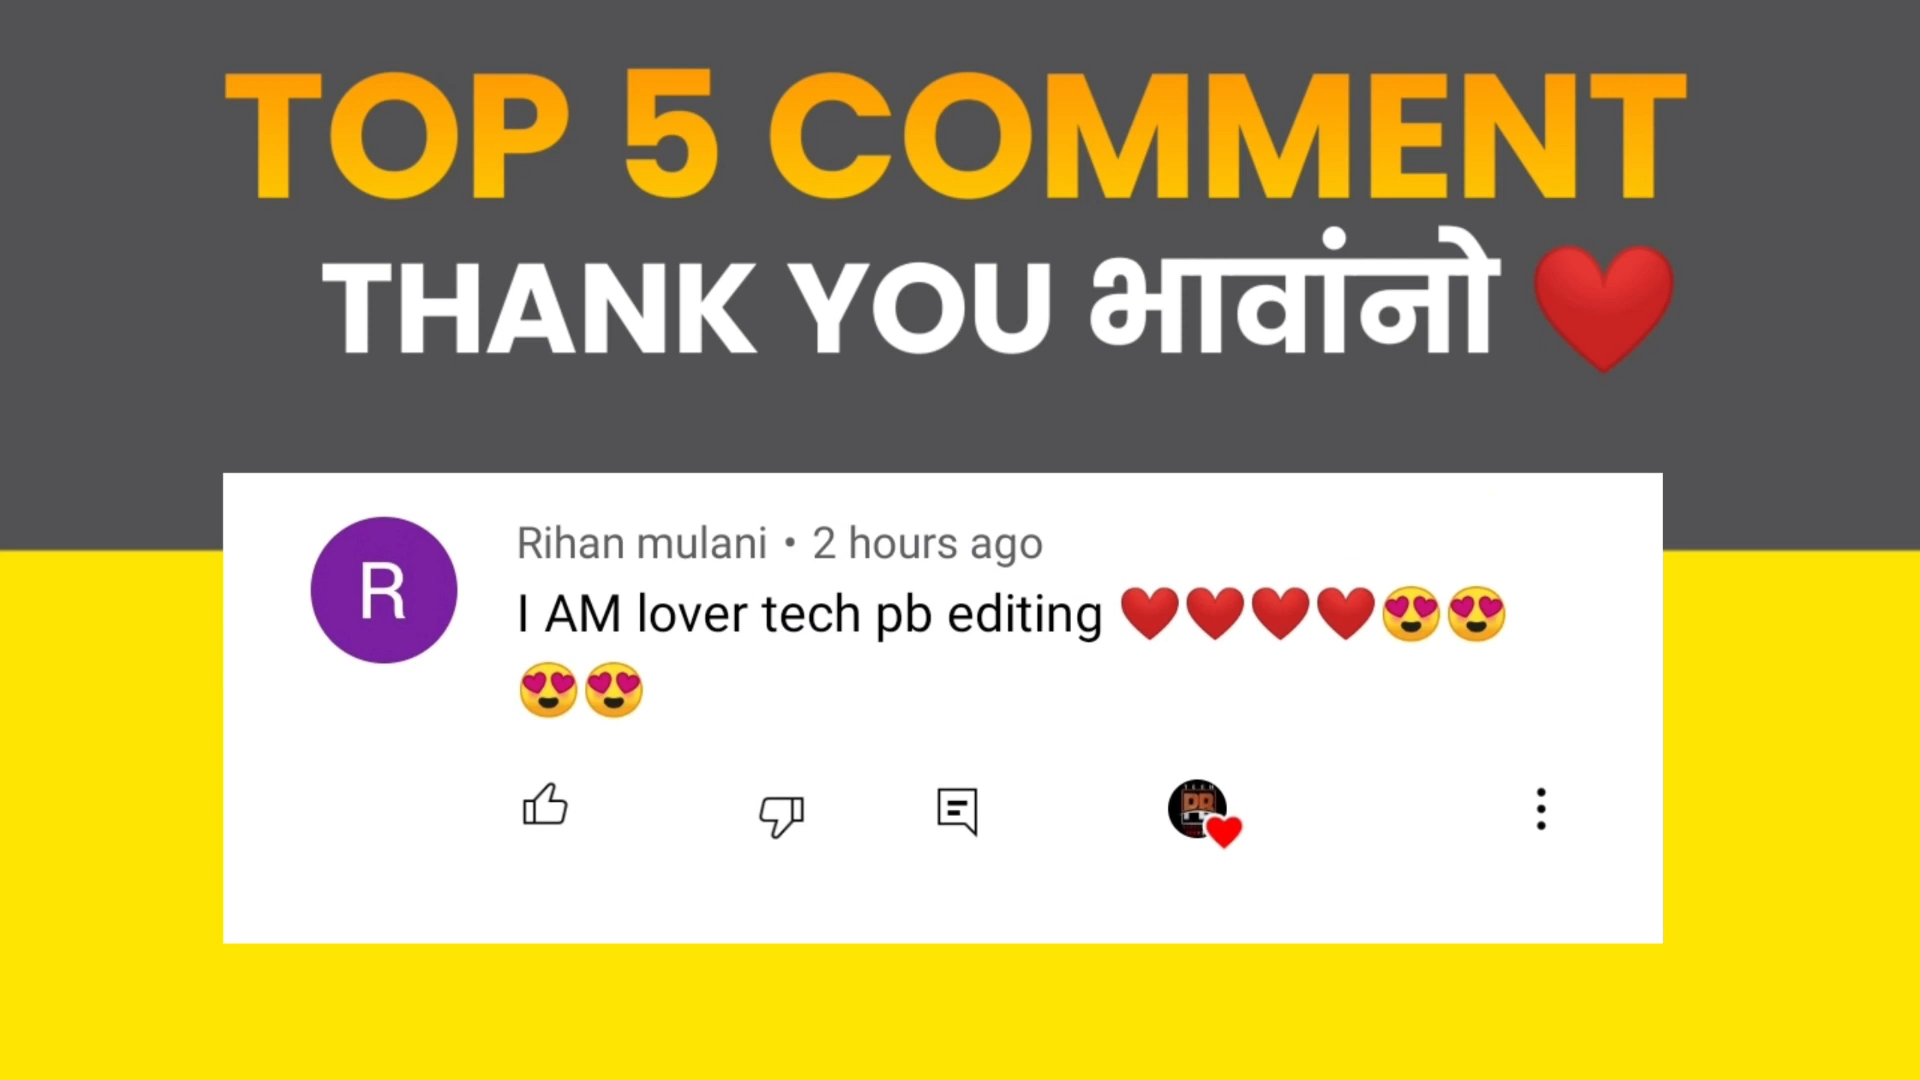 TOP 5 COMMENT
THANK YOU भावांनो ❤️
R
Rihan mulani • 2 hours ago
I AM lover tech pb editing ❤️❤️❤️❤️😍😍
😍😍